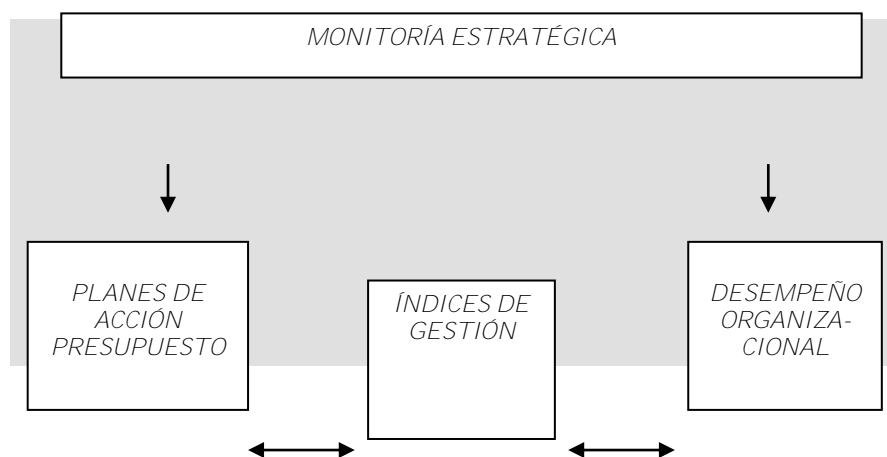 MONITORÍA ESTRATÉGICA
PLANES DE
ACCIÓN
PRESUPUESTO
ÍNDICES DE
GESTIÓN
DESEMPEÑO
ORGANIZA-
CIONAL